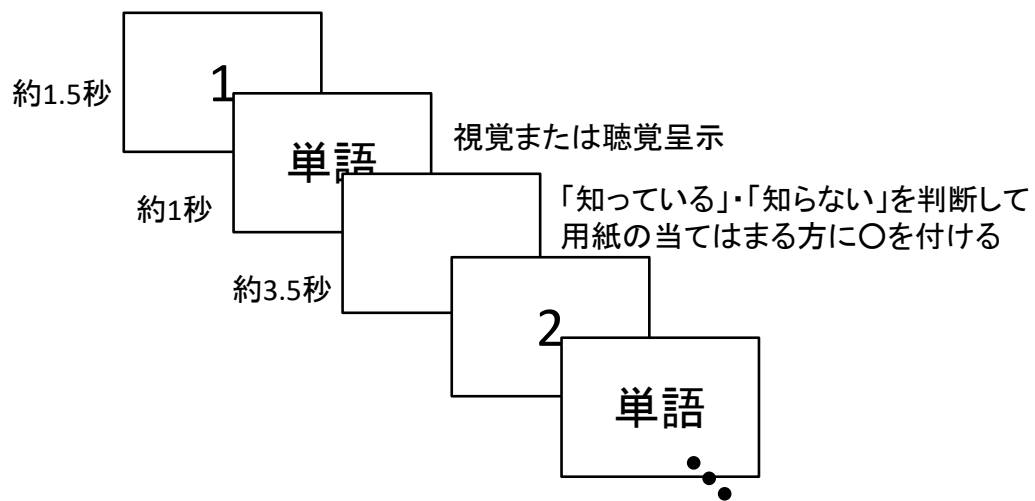 1
約1.5秒
単語
視覚または聴覚呈示
約1秒
「知っている」・「知らない」を判断して
用紙の当てはまる方に〇を付ける
約3.5秒
2
単語